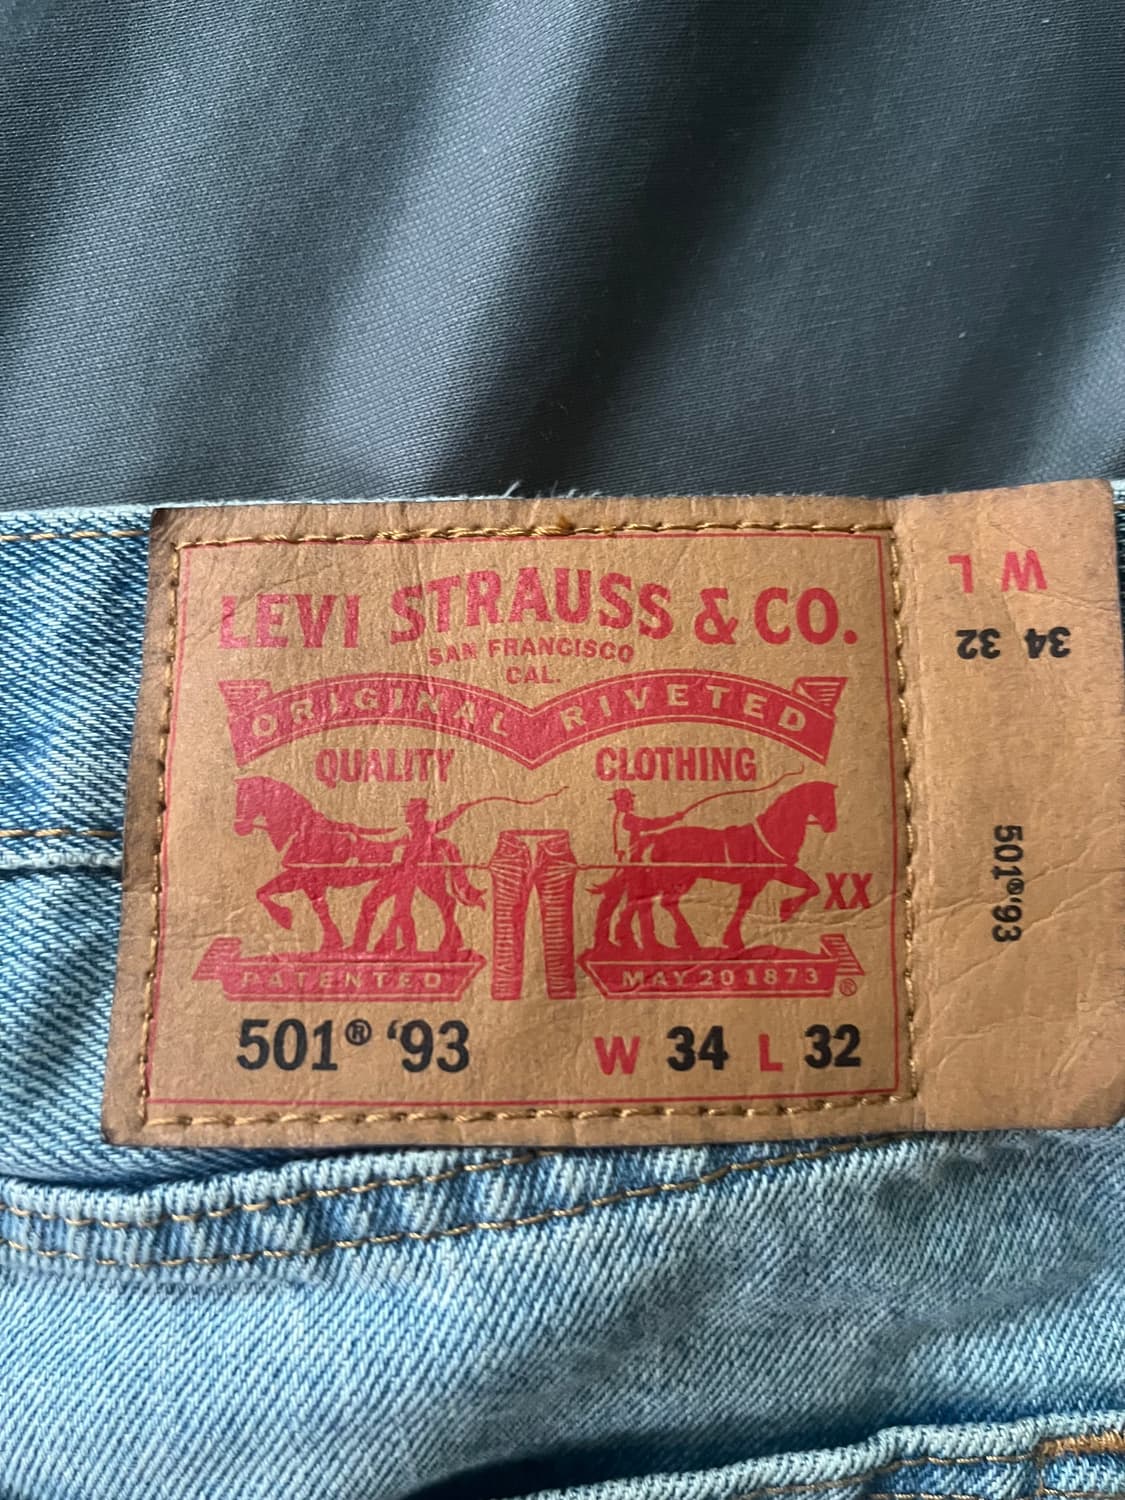 LEVI STRAUSS & CO.
SAN FRANCISCO
CAL.
ORIGINAL RIVETED
QUALITY CLOTHING
XX
PATENTED MAY 20 1873 ®
501® ‘93 W 34 L 32
W L
34 32
501®'93